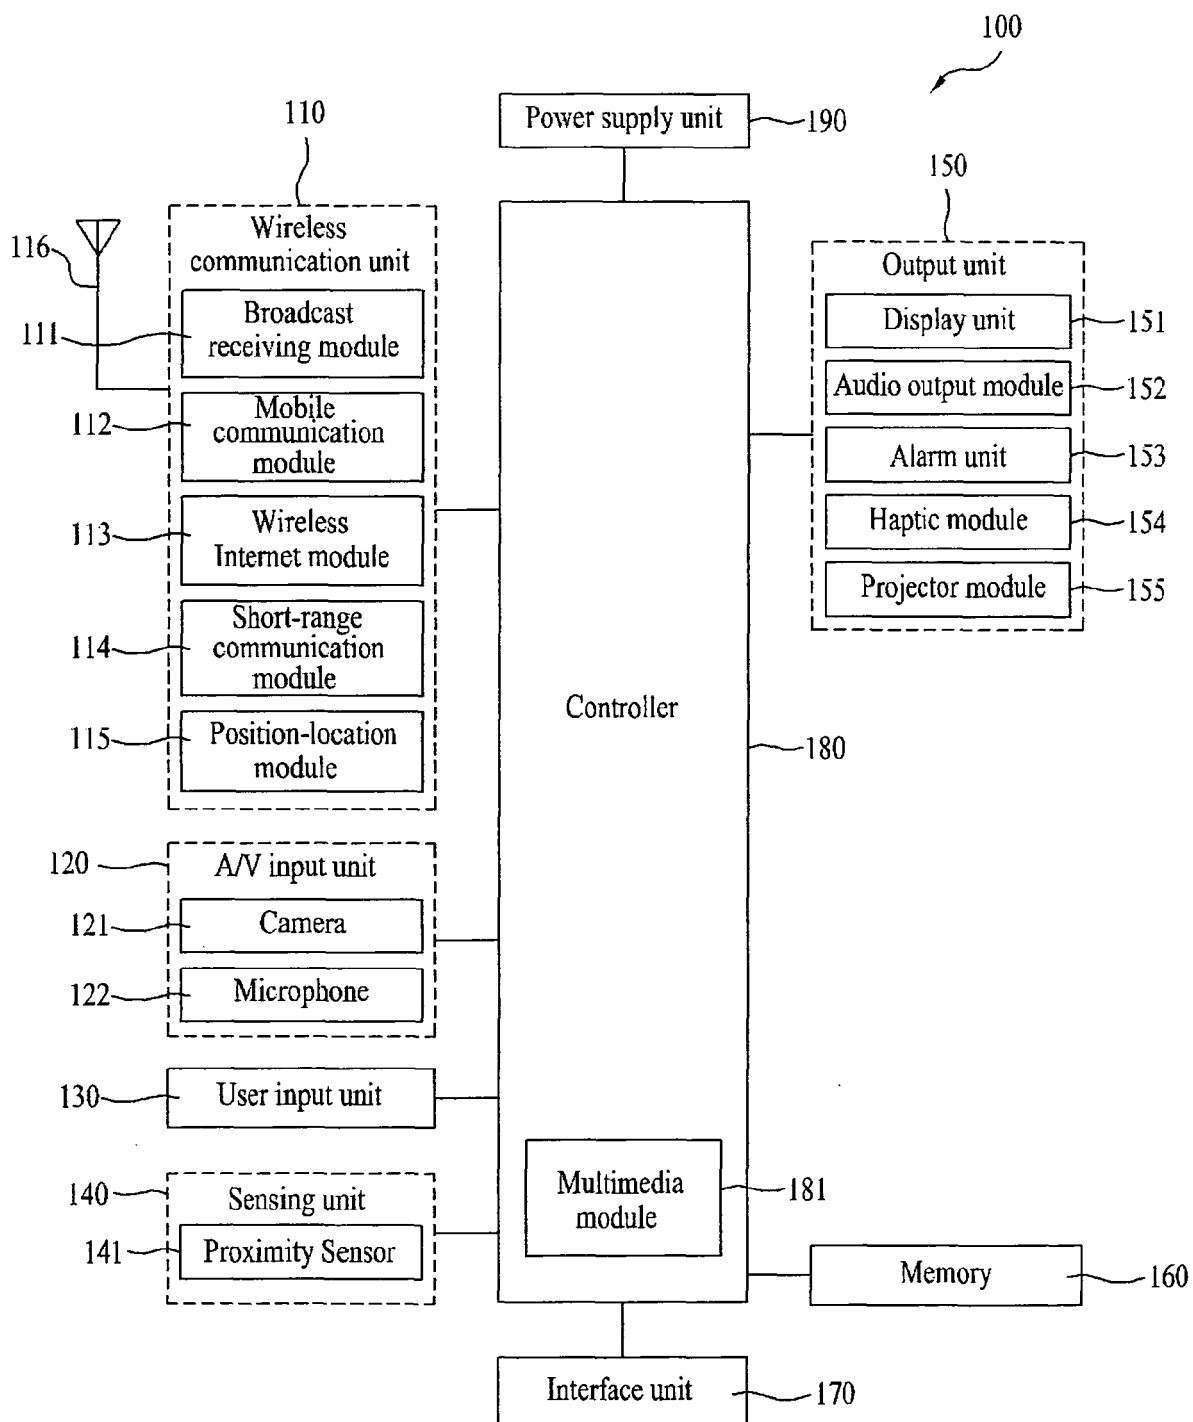 100
Power supply unit
190
110
116
Wireless
communication unit
111
Broadcast
receiving module
112
Mobile
communication
module
113
Wireless
Internet module
114
Short-range
communication
module
115
Position-location
module
120
A/V input unit
121
Camera
122
Microphone
130
User input unit
140
Sensing unit
141
Proximity Sensor
Controller
180
Multimedia
module
181
150
Output unit
Display unit
151
Audio output module
152
Alarm unit
153
Haptic module
154
Projector module
155
Memory
160
Interface unit
170